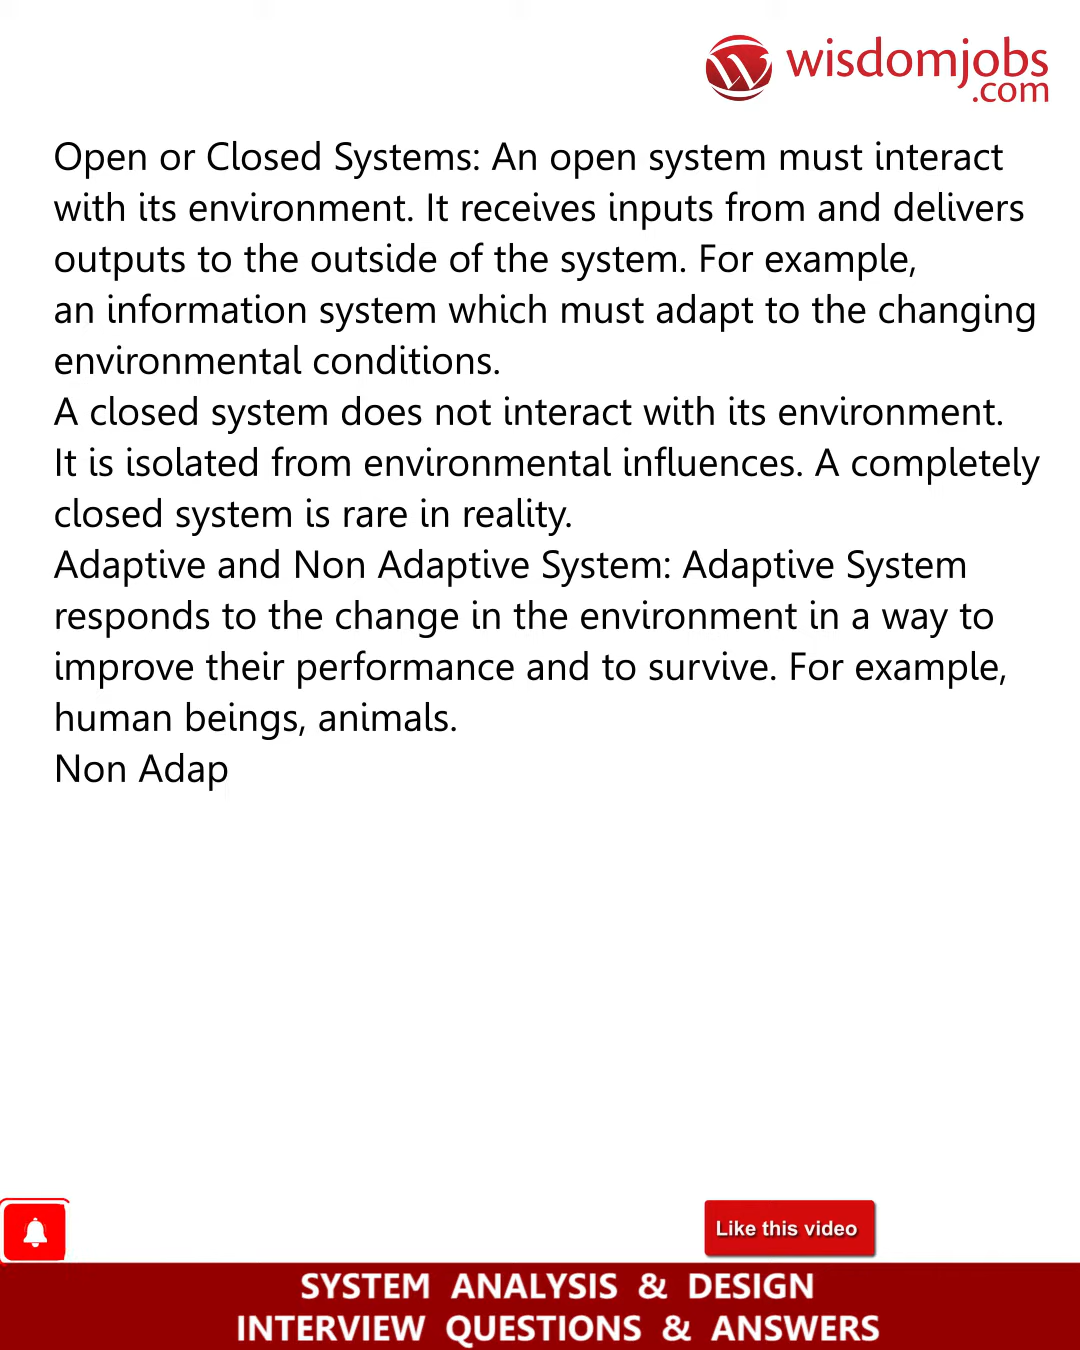 wisdomjobs
.com
Open or Closed Systems: An open system must interact
with its environment. It receives inputs from and delivers
outputs to the outside of the system. For example,
an information system which must adapt to the changing
environmental conditions.
A closed system does not interact with its environment.
It is isolated from environmental influences. A completely
closed system is rare in reality.
Adaptive and Non Adaptive System: Adaptive System
responds to the change in the environment in a way to
improve their performance and to survive. For example,
human beings, animals.
Non Adap
Like this video
SYSTEM ANALYSIS & DESIGN
INTERVIEW QUESTIONS & ANSWERS